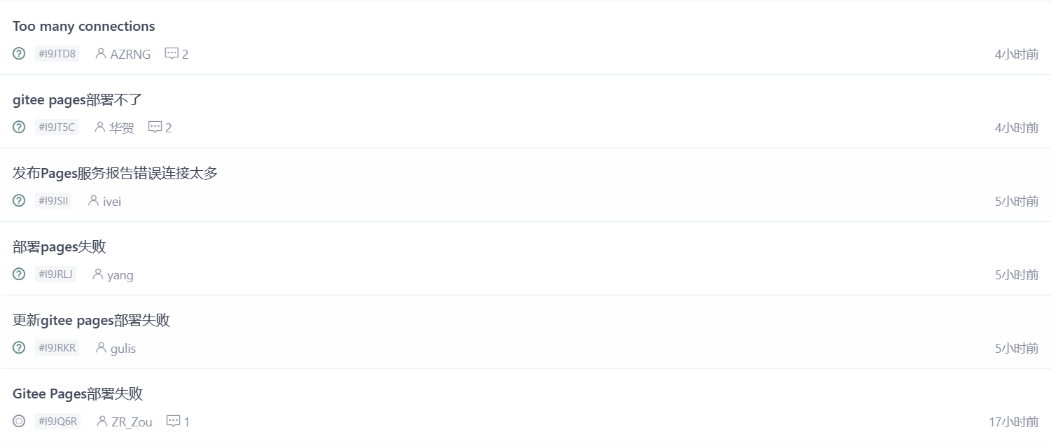 Too many connections
#I9JTD8 AZRNG 2 4小时前
gitee pages部署不了
#I9JT5C 华贺 2 4小时前
发布Pages服务报告错误连接太多
#I9JSII ivei 5小时前
部署pages失败
#I9JRLJ yang 5小时前
更新gitee pages部署失败
#I9JRKR gulis 5小时前
Gitee Pages部署失败
#I9JQ6R ZR_Zou 1 17小时前